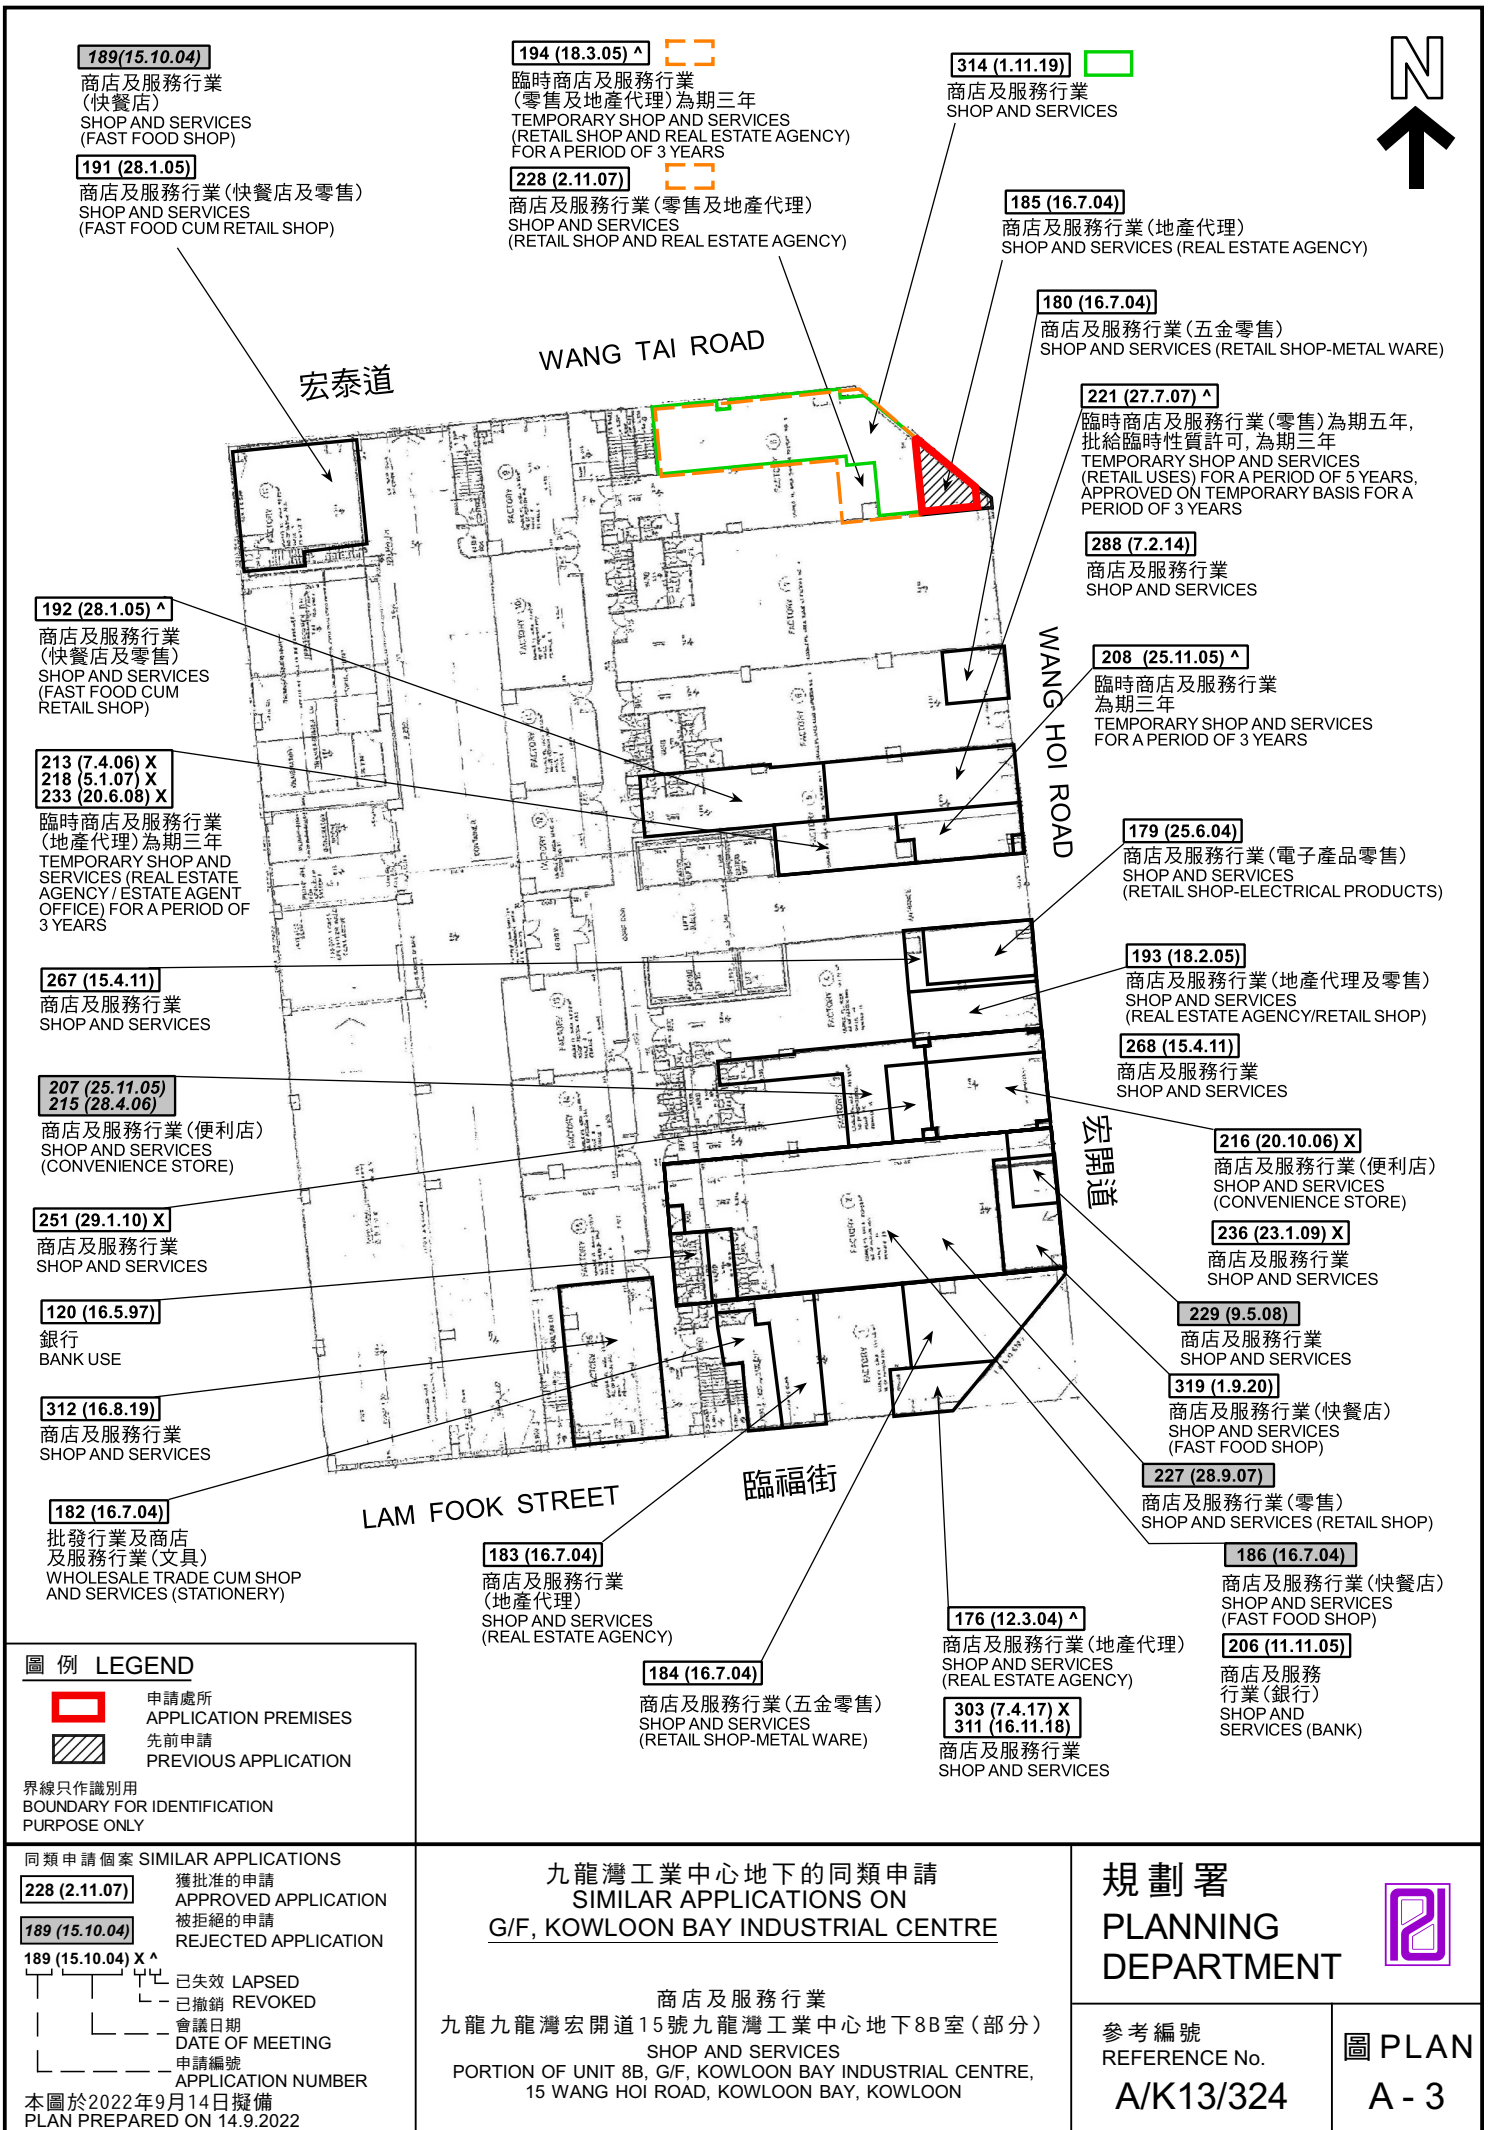 189(15.10.04)
商店及服務行業
(快餐店)
SHOP AND SERVICES
(FAST FOOD SHOP)
191 (28.1.05)
商店及服務行業(快餐店及零售)
SHOP AND SERVICES
(FAST FOOD CUM RETAIL SHOP)
194 (18.3.05) ^
臨時商店及服務行業
(零售及地產代理)為期三年
TEMPORARY SHOP AND SERVICES
(RETAIL SHOP AND REAL ESTATE AGENCY)
FOR A PERIOD OF 3 YEARS
228 (2.11.07)
商店及服務行業(零售及地產代理)
SHOP AND SERVICES
(RETAIL SHOP AND REAL ESTATE AGENCY)
314 (1.11.19)
商店及服務行業
SHOP AND SERVICES
N
185 (16.7.04)
商店及服務行業(地產代理)
SHOP AND SERVICES (REAL ESTATE AGENCY)
180 (16.7.04)
商店及服務行業(五金零售)
SHOP AND SERVICES (RETAIL SHOP-METAL WARE)
221 (27.7.07) ^
臨時商店及服務行業(零售)為期五年,
批給臨時性質許可, 為期三年
TEMPORARY SHOP AND SERVICES
(RETAIL USES) FOR A PERIOD OF 5 YEARS,
APPROVED ON TEMPORARY BASIS FOR A
PERIOD OF 3 YEARS
288 (7.2.14)
商店及服務行業
SHOP AND SERVICES
208 (25.11.05) ^
臨時商店及服務行業
為期三年
TEMPORARY SHOP AND SERVICES
FOR A PERIOD OF 3 YEARS
179 (25.6.04)
商店及服務行業(電子產品零售)
SHOP AND SERVICES
(RETAIL SHOP-ELECTRICAL PRODUCTS)
193 (18.2.05)
商店及服務行業(地產代理及零售)
SHOP AND SERVICES
(REAL ESTATE AGENCY/RETAIL SHOP)
268 (15.4.11)
商店及服務行業
SHOP AND SERVICES
216 (20.10.06) X
商店及服務行業(便利店)
SHOP AND SERVICES
(CONVENIENCE STORE)
236 (23.1.09) X
商店及服務行業
SHOP AND SERVICES
229 (9.5.08)
商店及服務行業
SHOP AND SERVICES
319 (1.9.20)
商店及服務行業(快餐店)
SHOP AND SERVICES
(FAST FOOD SHOP)
227 (28.9.07)
商店及服務行業(零售)
SHOP AND SERVICES (RETAIL SHOP)
186 (16.7.04)
商店及服務行業(快餐店)
SHOP AND SERVICES
(FAST FOOD SHOP)
206 (11.11.05)
商店及服務
行業(銀行)
SHOP AND
SERVICES (BANK)
宏泰道
WANG TAI ROAD
WANG HOI ROAD
宏開道
LAM FOOK STREET
臨福街
192 (28.1.05) ^
商店及服務行業
(快餐店及零售)
SHOP AND SERVICES
(FAST FOOD CUM
RETAIL SHOP)
213 (7.4.06) X
218 (5.1.07) X
233 (20.6.08) X
臨時商店及服務行業
(地產代理)為期三年
TEMPORARY SHOP AND
SERVICES (REAL ESTATE
AGENCY / ESTATE AGENT
OFFICE) FOR A PERIOD OF
3 YEARS
267 (15.4.11)
商店及服務行業
SHOP AND SERVICES
207 (25.11.05)
215 (28.4.06)
商店及服務行業(便利店)
SHOP AND SERVICES
(CONVENIENCE STORE)
251 (29.1.10) X
商店及服務行業
SHOP AND SERVICES
120 (16.5.97)
銀行
BANK USE
312 (16.8.19)
商店及服務行業
SHOP AND SERVICES
182 (16.7.04)
批發行業及商店
及服務行業(文具)
WHOLESALE TRADE CUM SHOP
AND SERVICES (STATIONERY)
183 (16.7.04)
商店及服務行業
(地產代理)
SHOP AND SERVICES
(REAL ESTATE AGENCY)
184 (16.7.04)
商店及服務行業(五金零售)
SHOP AND SERVICES
(RETAIL SHOP-METAL WARE)
176 (12.3.04) ^
商店及服務行業(地產代理)
SHOP AND SERVICES
(REAL ESTATE AGENCY)
303 (7.4.17) X
311 (16.11.18)
商店及服務行業
SHOP AND SERVICES
圖 例 LEGEND
申請處所
APPLICATION PREMISES
先前申請
PREVIOUS APPLICATION
界線只作識別用
BOUNDARY FOR IDENTIFICATION
PURPOSE ONLY
同類申請個案 SIMILAR APPLICATIONS
228 (2.11.07)
獲批准的申請
APPROVED APPLICATION
189 (15.10.04)
被拒絕的申請
REJECTED APPLICATION
189 (15.10.04) X ^
已失效 LAPSED
已撤銷 REVOKED
會議日期
DATE OF MEETING
申請編號
APPLICATION NUMBER
本圖於2022年9月14日擬備
PLAN PREPARED ON 14.9.2022
九龍灣工業中心地下的同類申請
SIMILAR APPLICATIONS ON
G/F, KOWLOON BAY INDUSTRIAL CENTRE
商店及服務行業
九龍九龍灣宏開道15號九龍灣工業中心地下8B室(部分)
SHOP AND SERVICES
PORTION OF UNIT 8B, G/F, KOWLOON BAY INDUSTRIAL CENTRE,
15 WANG HOI ROAD, KOWLOON BAY, KOWLOON
規劃署
PLANNING
DEPARTMENT
參考編號
REFERENCE No.
A/K13/324
圖 PLAN
A - 3